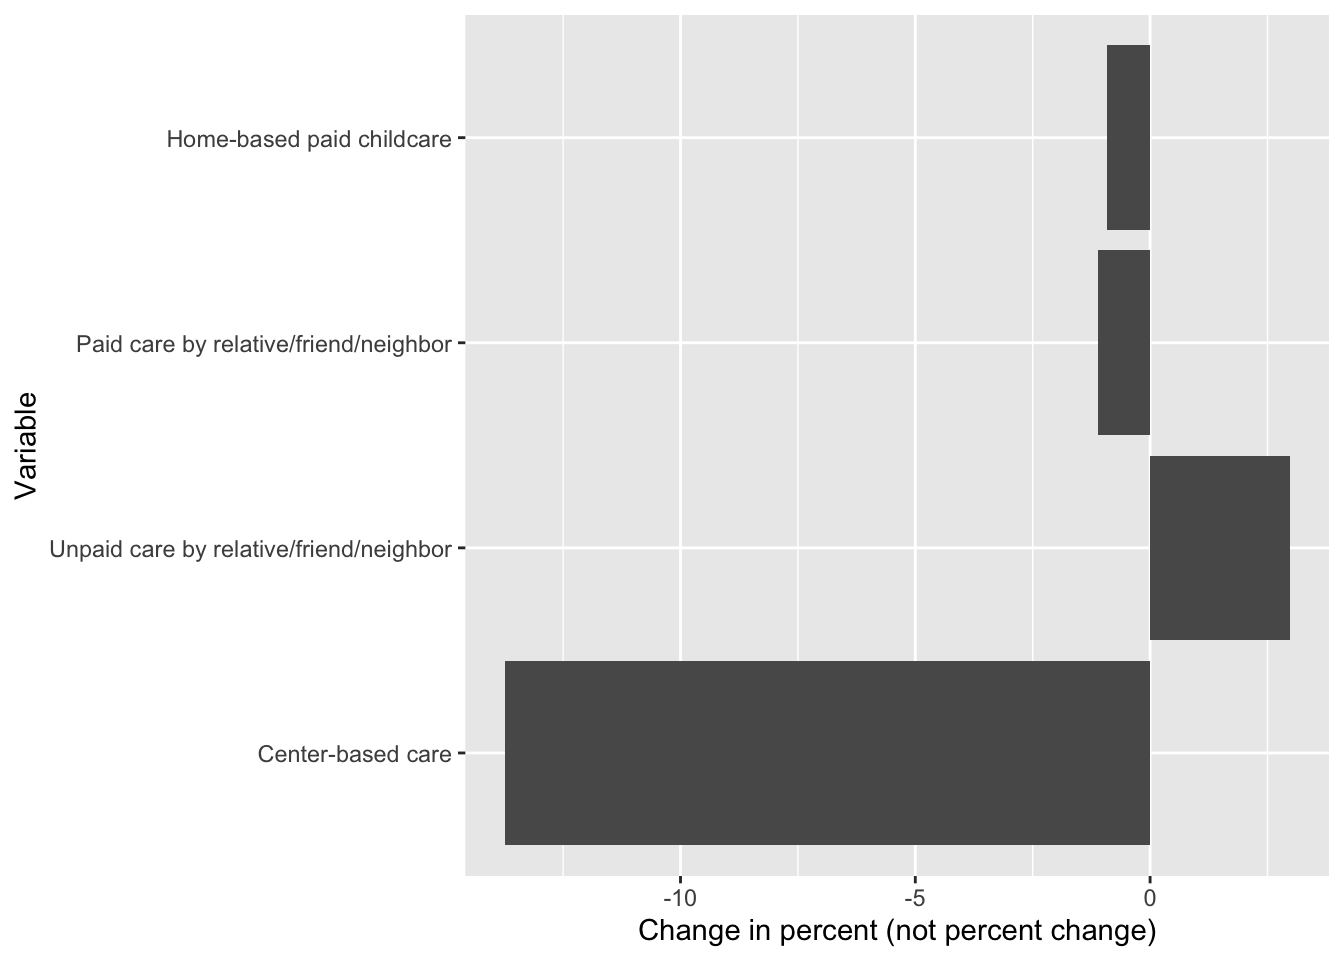 Home-based paid childcare
Paid care by relative/friend/neighbor
Variable
Unpaid care by relative/friend/neighbor
Center-based care
-10
-5
0
Change in percent (not percent change)